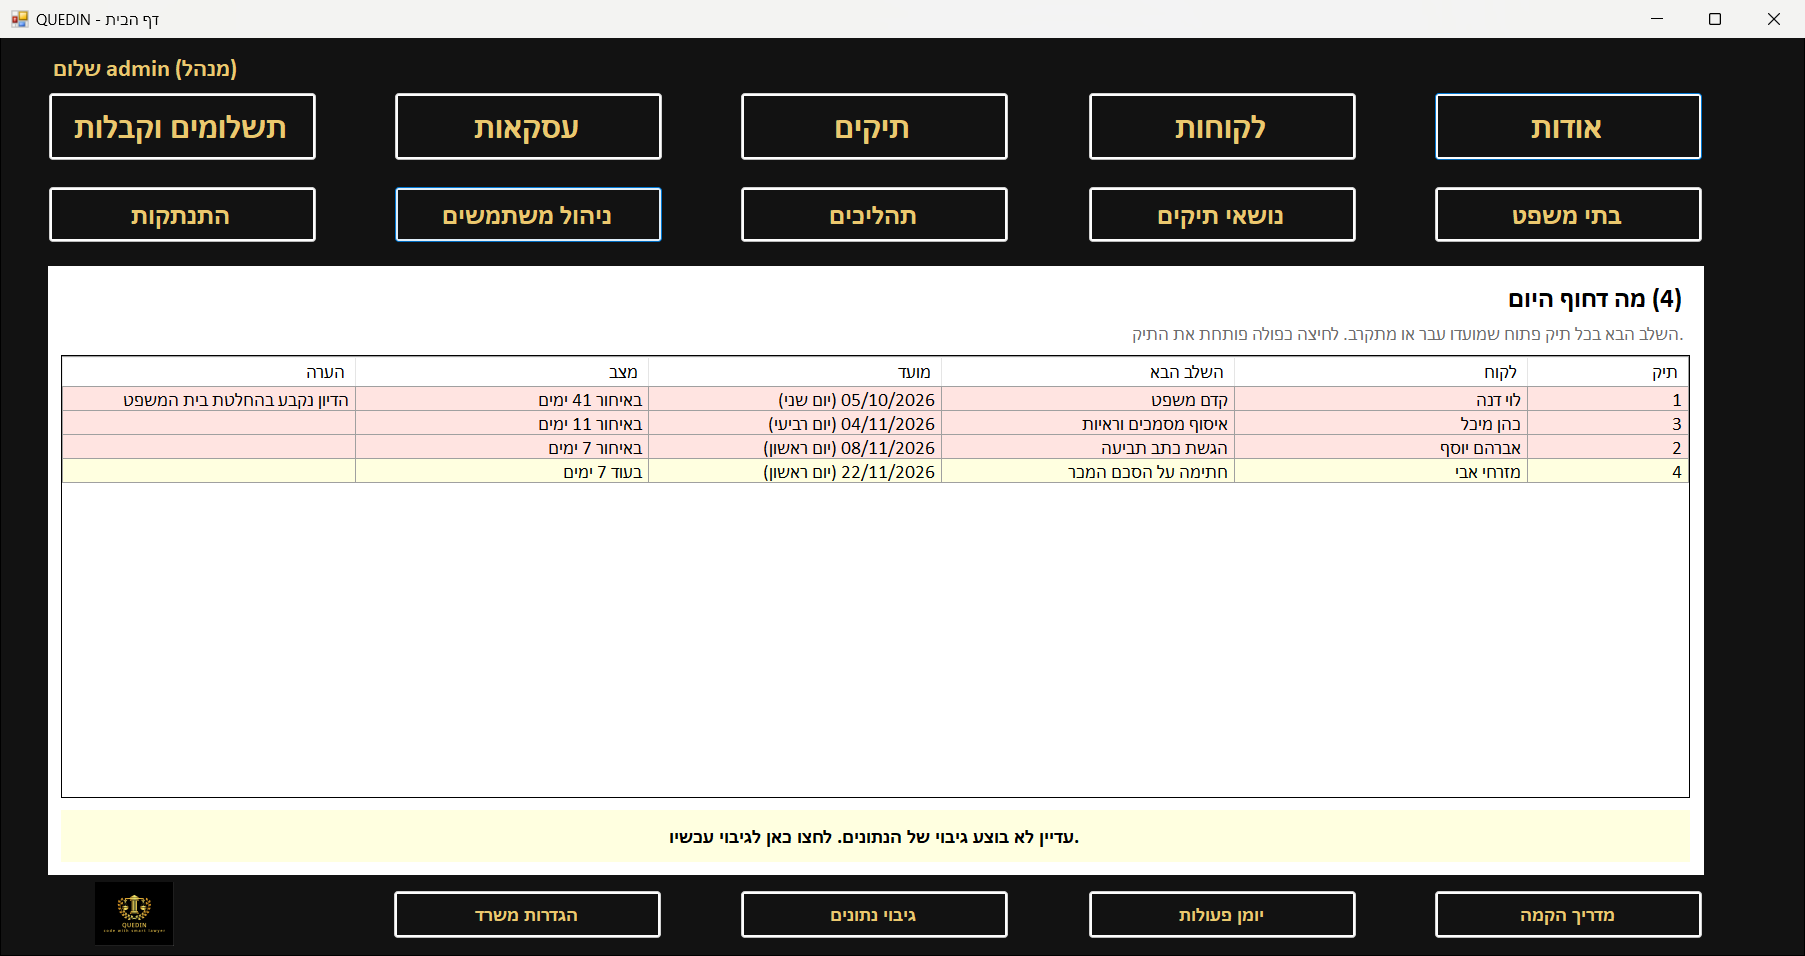 QUEDIN - דף הבית
שלום admin (מנהל)
אודות
לקוחות
תיקים
עסקאות
תשלומים וקבלות
בתי משפט
נושאי תיקים
תהליכים
ניהול משתמשים
התנתקות
מה דחוף היום (4)
השלב הבא בכל תיק פתוח שמועדו עבר או מתקרב. לחיצה כפולה פותחת את התיק.
תיק לקוח השלב הבא מועד מצב הערה
1 לוי דנה קדם משפט 05/10/2026 (יום שני) באיחור 41 ימים הדיון נקבע בהחלטת בית המשפט
3 כהן מיכל איסוף מסמכים וראיות 04/11/2026 (יום רביעי) באיחור 11 ימים
2 אברהם יוסף הגשת כתב תביעה 08/11/2026 (יום ראשון) באיחור 7 ימים
4 מזרחי אבי חתימה על הסכם המכר 22/11/2026 (יום ראשון) בעוד 7 ימים
עדיין לא בוצע גיבוי של הנתונים. לחצו כאן לגיבוי עכשיו.
מדריך הקמה
יומן פעולות
גיבוי נתונים
הגדרות משרד
QUEDIN
code with smart lawyer